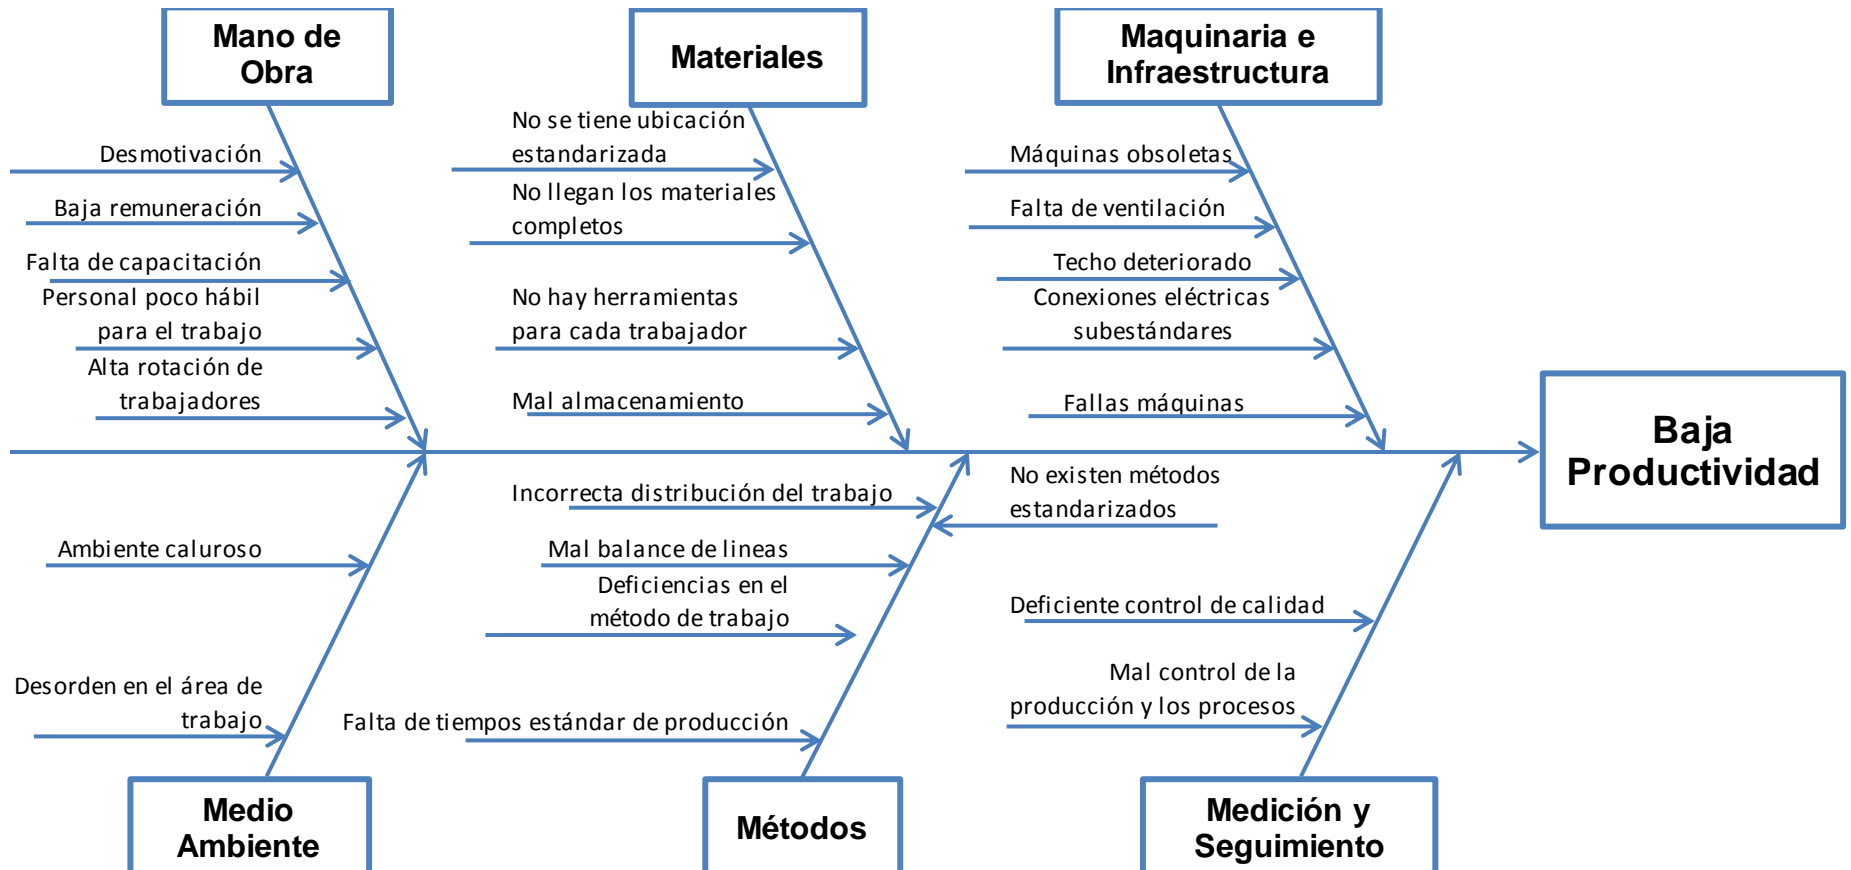 Mano de
Obra
Materiales
Maquinaria e
Infraestructura
Desmotivación
Baja remuneración
Falta de capacitación
Personal poco hábil
para el trabajo
Alta rotación de
trabajadores
No se tiene ubicación
estandarizada
No llegan los materiales
completos
No hay herramientas
para cada trabajador
Mal almacenamiento
Máquinas obsoletas
Falta de ventilación
Techo deteriorado
Conexiones eléctricas
subestándares
Fallas máquinas
Baja
Productividad
Ambiente caluroso
Desorden en el área de
trabajo
Incorrecta distribución del trabajo
No existen métodos
estandarizados
Mal balance de lineas
Deficiencias en el
método de trabajo
Falta de tiempos estándar de producción
Deficiente control de calidad
Mal control de la
producción y los procesos
Medio
Ambiente
Métodos
Medición y
Seguimiento